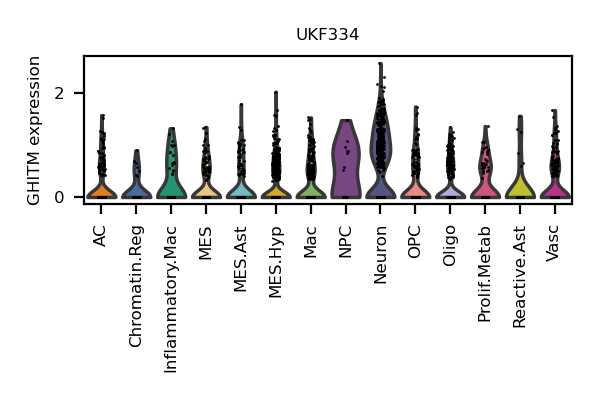 UKF334
GHITM expression
2
0
AC
Chromatin.Reg
Inflammatory.Mac
MES
MES.Ast
MES.Hyp
Mac
NPC
Neuron
OPC
Oligo
Prolif.Metab
Reactive.Ast
Vasc